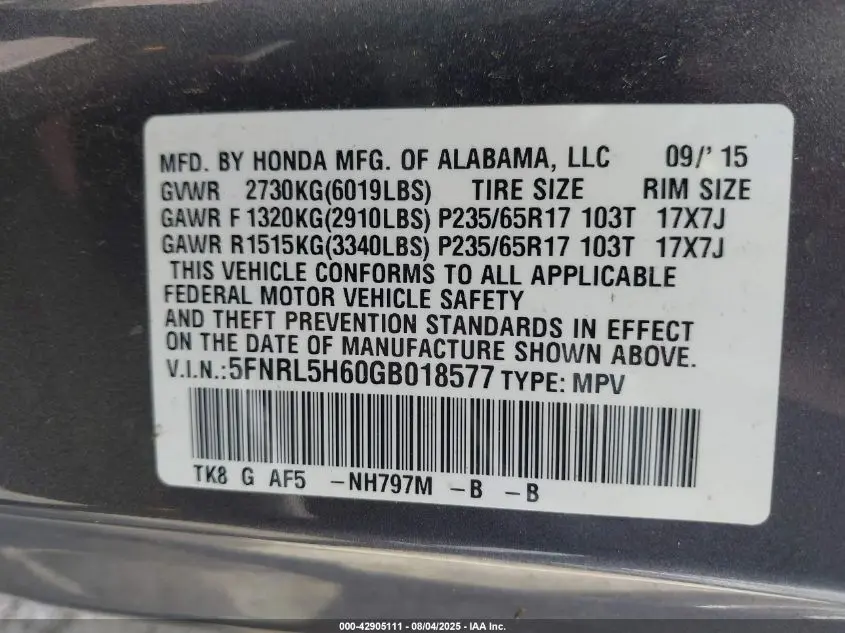 MFD. BY HONDA MFG. OF ALABAMA, LLC 09/' 15
GVWR 2730KG(6019LBS) TIRE SIZE RIM SIZE
GAWR F 1320KG(2910LBS) P235/65R17 103T 17X7J
GAWR R1515KG(3340LBS) P235/65R17 103T 17X7J
THIS VEHICLE CONFORMS TO ALL APPLICABLE
FEDERAL MOTOR VEHICLE SAFETY
AND THEFT PREVENTION STANDARDS IN EFFECT
ON THE DATE OF MANUFACTURE SHOWN ABOVE.
V.I.N.:5FNRL5H60GB018577 TYPE: MPV
TK8 G AF5 -NH797M -B -B
000-42905111 - 08/04/2025 - IAA Inc.